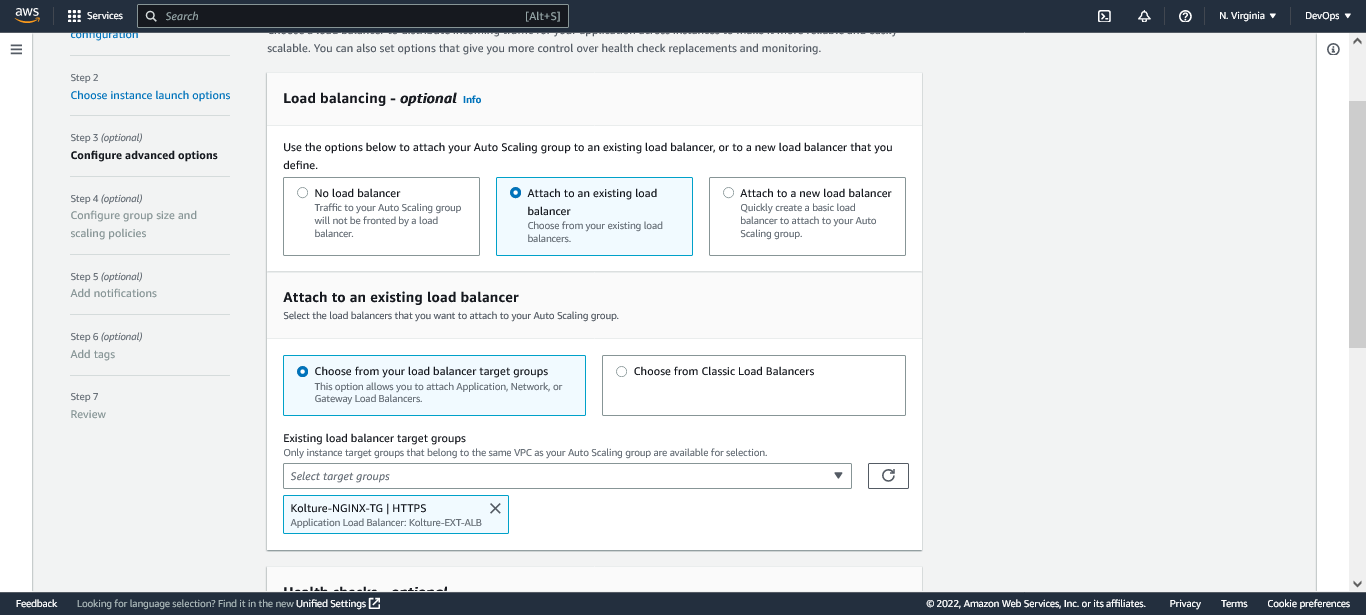 aws
Services
Search
[Alt+S]
N. Virginia
DevOps
configuration
Step 2
Choose instance launch options
Step 3 (optional)
Configure advanced options
Step 4 (optional)
Configure group size and
scaling policies
Step 5 (optional)
Add notifications
Step 6 (optional)
Add tags
Step 7
Review
scalable. You can also set options that give you more control over health check replacements and monitoring.
Load balancing - optional Info
Use the options below to attach your Auto Scaling group to an existing load balancer, or to a new load balancer that you
define.
No load balancer
Traffic to your Auto Scaling group
will not be fronted by a load
balancer.
Attach to an existing load
balancer
Choose from your existing load
balancers.
Attach to a new load balancer
Quickly create a basic load
balancer to attach to your Auto
Scaling group.
Attach to an existing load balancer
Select the load balancers that you want to attach to your Auto Scaling group.
Choose from your load balancer target groups
This option allows you to attach Application, Network, or
Gateway Load Balancers.
Choose from Classic Load Balancers
Existing load balancer target groups
Only instance target groups that belong to the same VPC as your Auto Scaling group are available for selection.
Select target groups
Kolture-NGINX-TG | HTTPS
Application Load Balancer: Kolture-EXT-ALB
Health checks - optional
Feedback
Looking for language selection? Find it in the new Unified Settings
© 2022, Amazon Web Services, Inc. or its affiliates.
Privacy
Terms
Cookie preferences